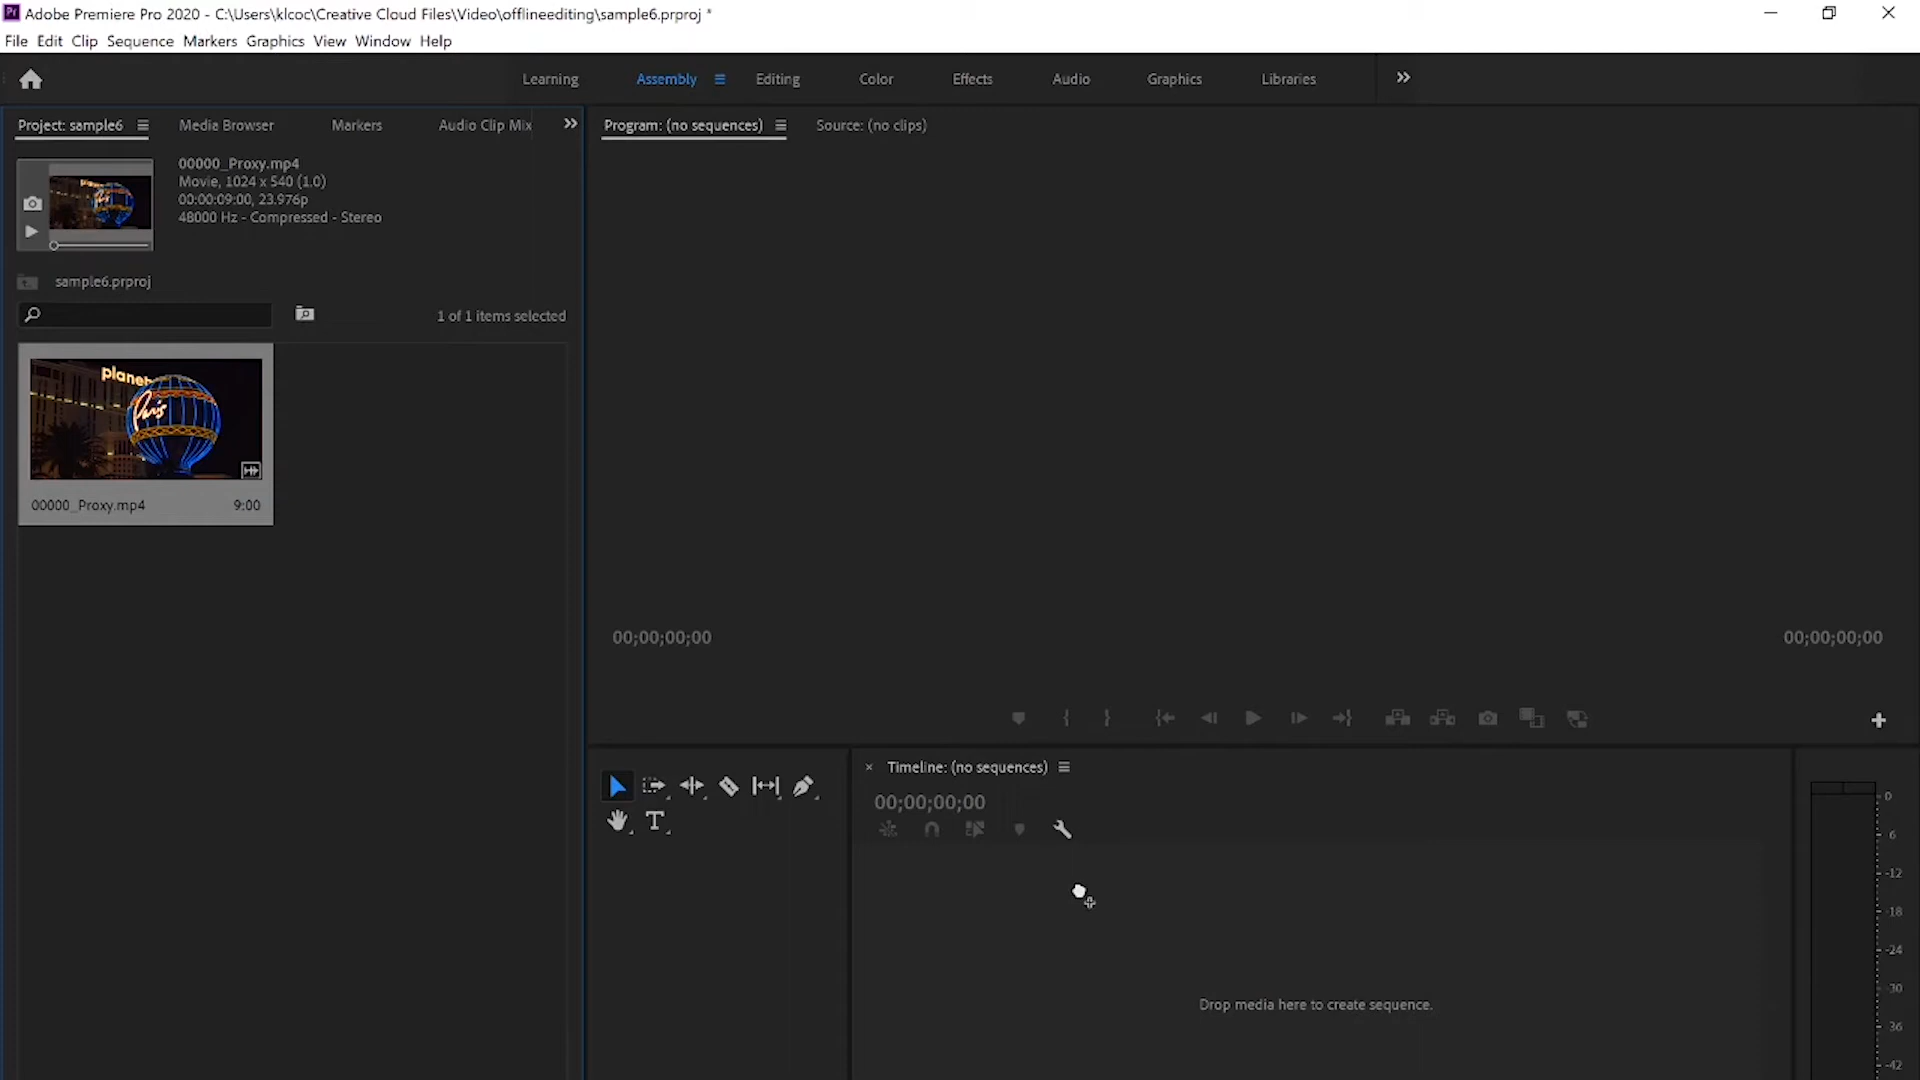 Adobe Premiere Pro 2020 - C:\Users\klcoc\Creative Cloud Files\Video\offlineediting\sample6.prproj *
File Edit Clip Sequence Markers Graphics View Window Help
Learning Assembly Editing Color Effects Audio Graphics Libraries
Project: sample6 Media Browser Markers Audio Clip Mix
Program: (no sequences) Source: (no clips)
00000_Proxy.mp4
Movie, 1024 x 540 (1.0)
00:00:09:00, 23.976p
48000 Hz - Compressed - Stereo
sample6.prproj
1 of 1 items selected
planet
Paris
00000_Proxy.mp4 9:00
00;00;00;00 00;00;00;00
Timeline: (no sequences)
00;00;00;00
Drop media here to create sequence.
0
-6
-12
-18
-24
-30
-36
-42